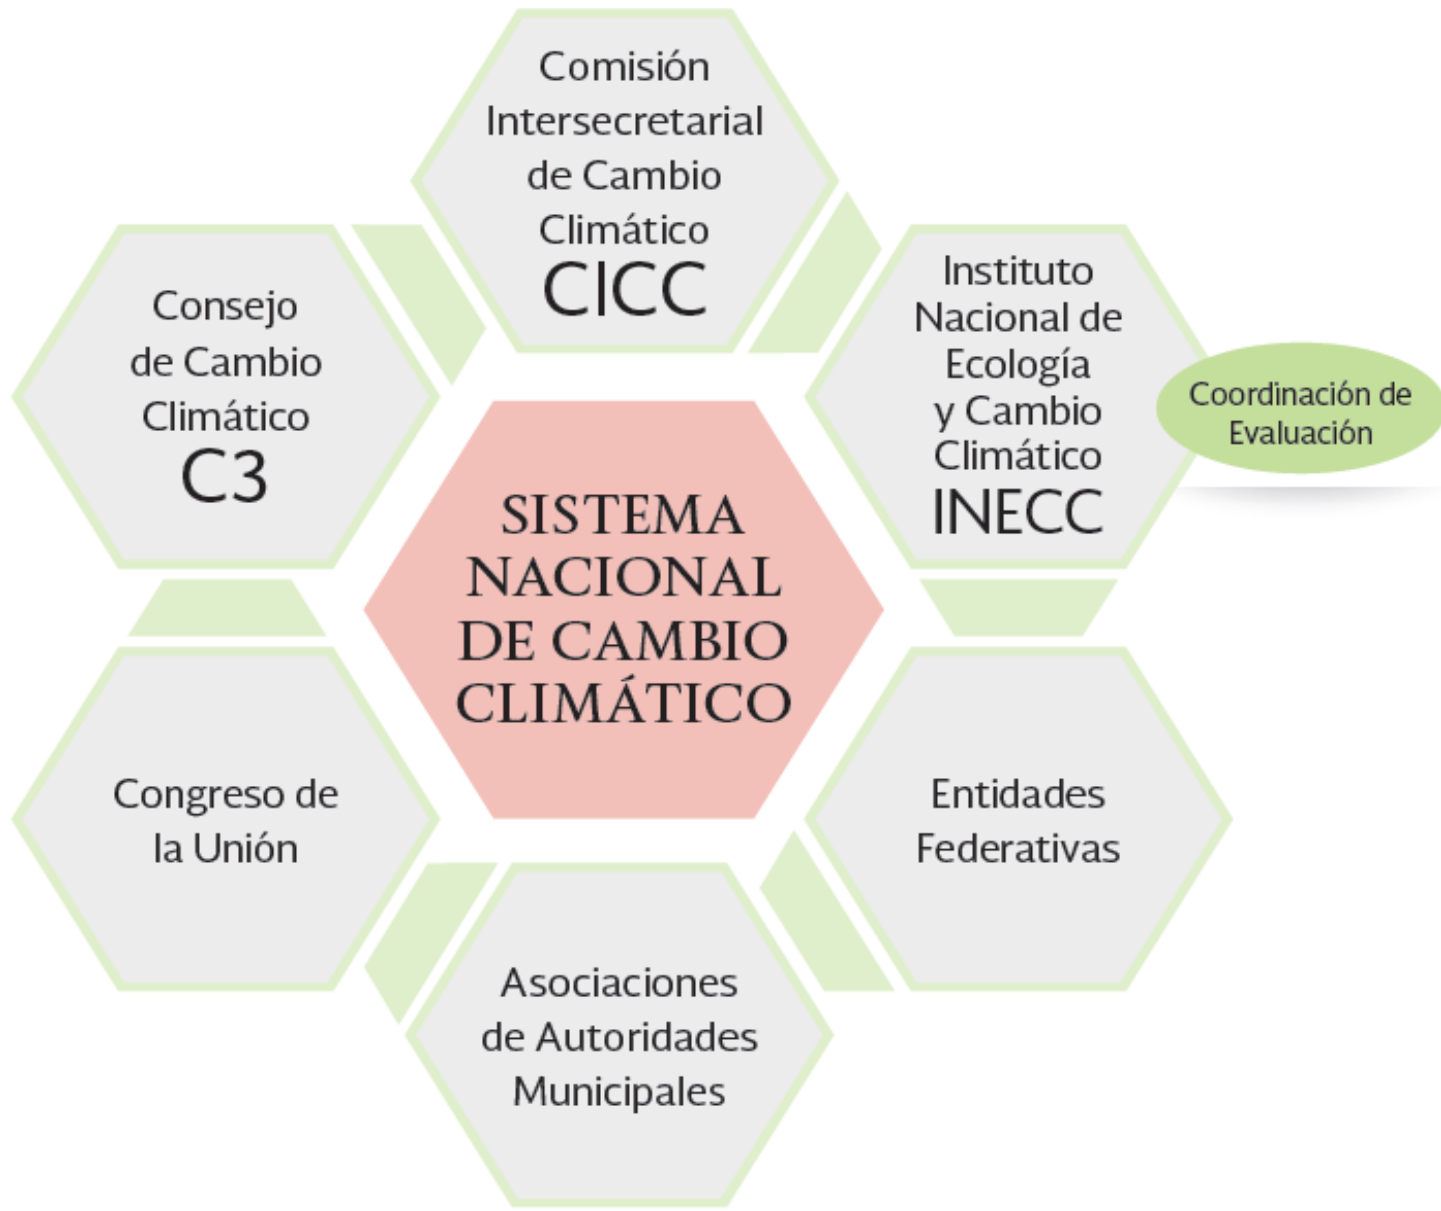 Comisión
Intersecretarial
de Cambio
Climático
CICC
Consejo
de Cambio
Climático
C3
Instituto
Nacional de
Ecología
y Cambio
Climático
INECC
Coordinación de
Evaluación
SISTEMA
NACIONAL
DE CAMBIO
CLIMÁTICO
Congreso de
la Unión
Entidades
Federativas
Asociaciones
de Autoridades
Municipales